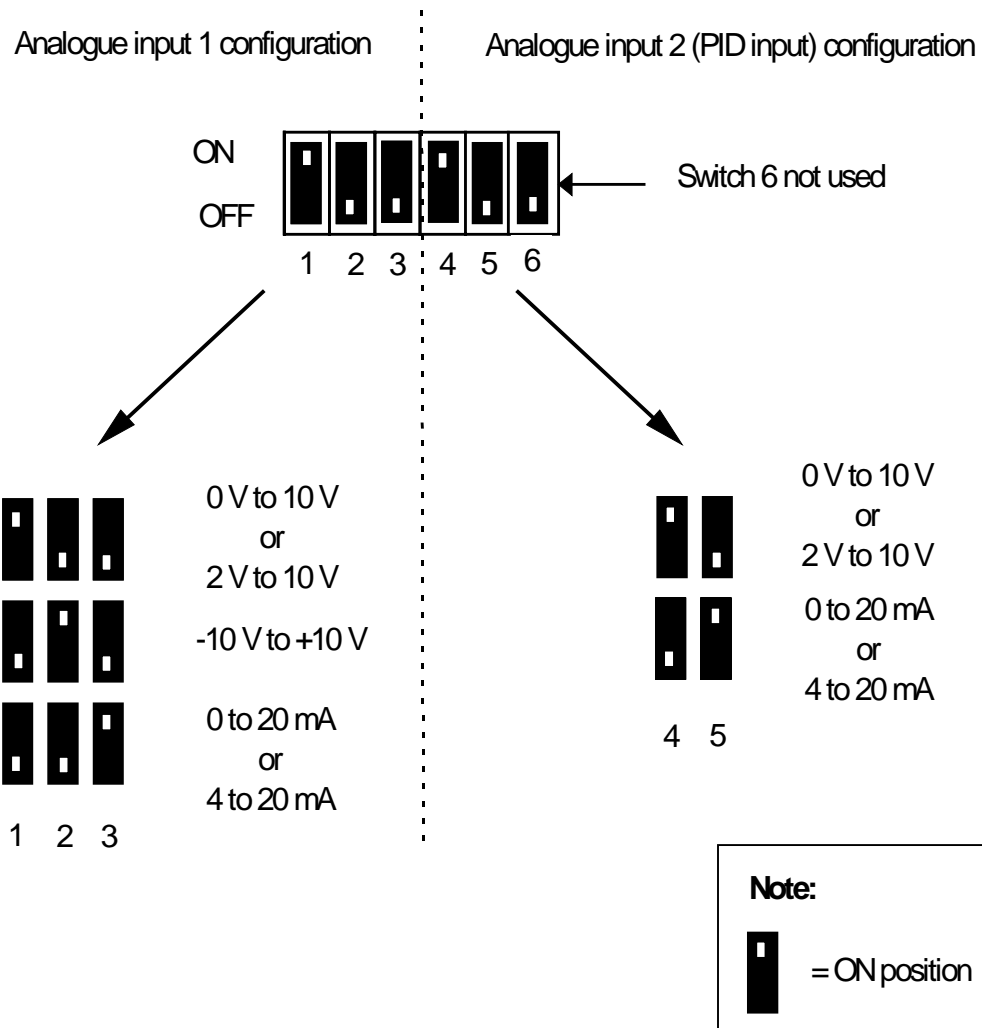 Analogue input 1 configuration
Analogue input 2 (PID input) configuration
ON
OFF
Switch 6 not used
1 2 3 4 5 6
0 V to 10 V
or
2 V to 10 V
-10 V to +10 V
0 to 20 mA
or
4 to 20 mA
1 2 3
0 V to 10 V
or
2 V to 10 V
0 to 20 mA
or
4 to 20 mA
4 5
Note:
= ON position